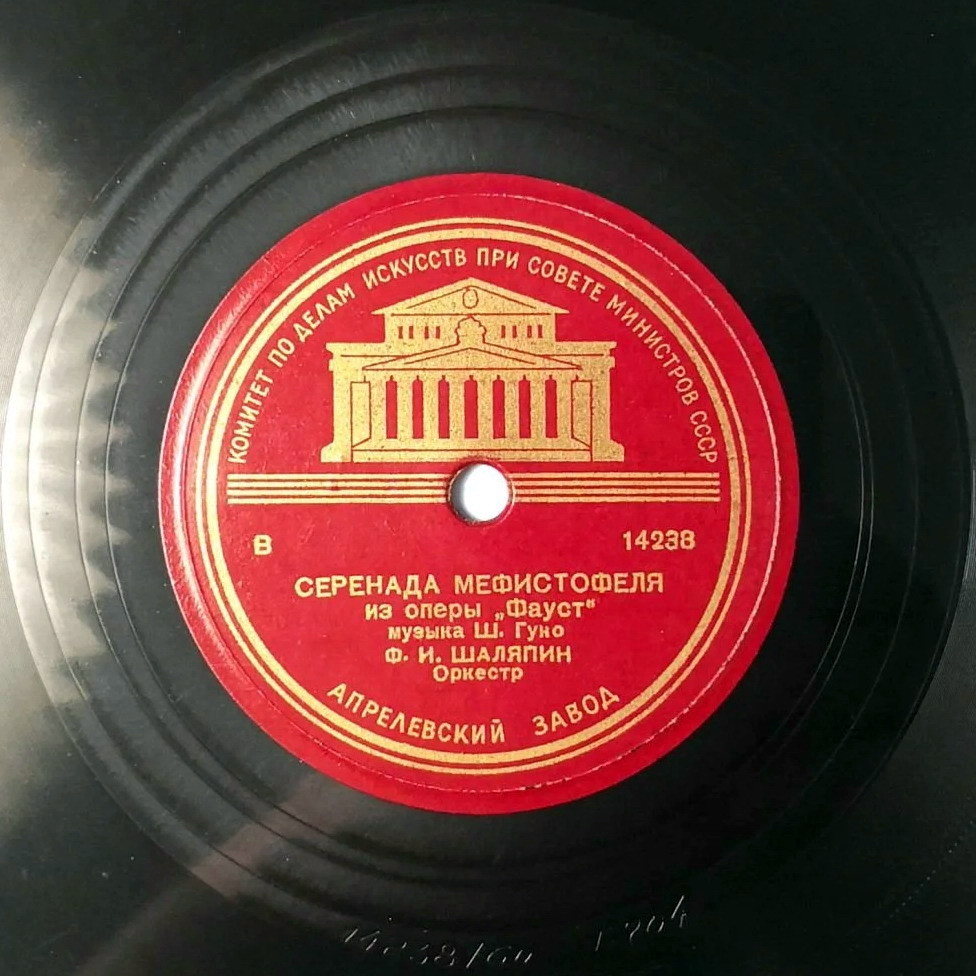 КОМИТЕТ ПО ДЕЛАМ ИСКУССТВ ПРИ СОВЕТЕ МИНИСТРОВ СССР
В 14238
СЕРЕНАДА МЕФИСТОФЕЛЯ
из оперы „Фауст“
музыка Ш. Гуно
Ф. И. ШАЛЯПИН
Оркестр
АПРЕЛЕВСКИЙ ЗАВОД